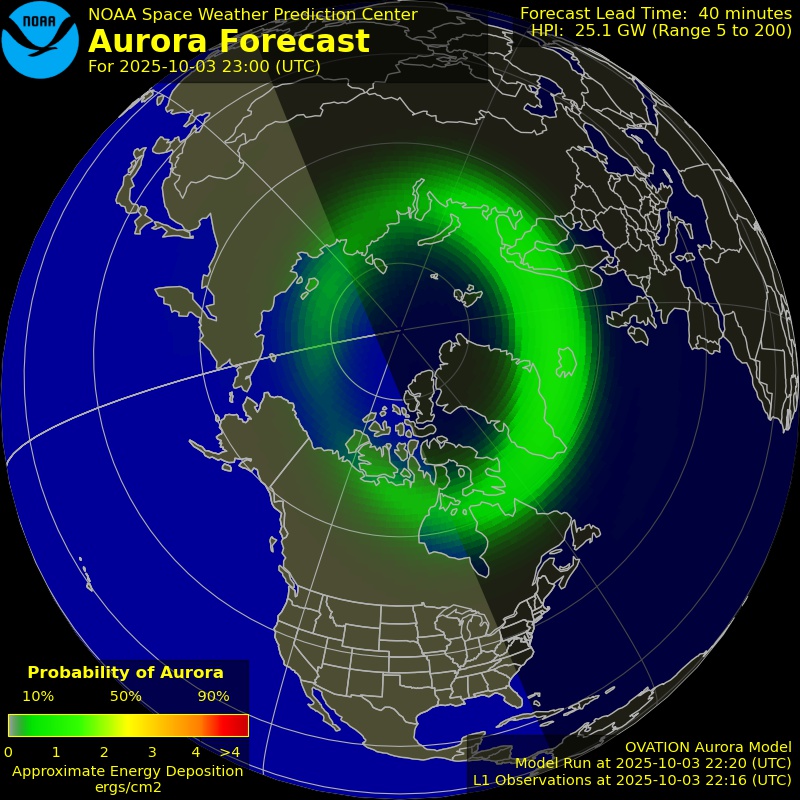 NOAA
NOAA Space Weather Prediction Center
Aurora Forecast
For 2025-10-03 23:00 (UTC)
Forecast Lead Time: 40 minutes
HPI: 25.1 GW (Range 5 to 200)
Probability of Aurora
10% 50% 90%
0 1 2 3 4 >4
Approximate Energy Deposition
ergs/cm2
OVATION Aurora Model
Model Run at 2025-10-03 22:20 (UTC)
L1 Observations at 2025-10-03 22:16 (UTC)